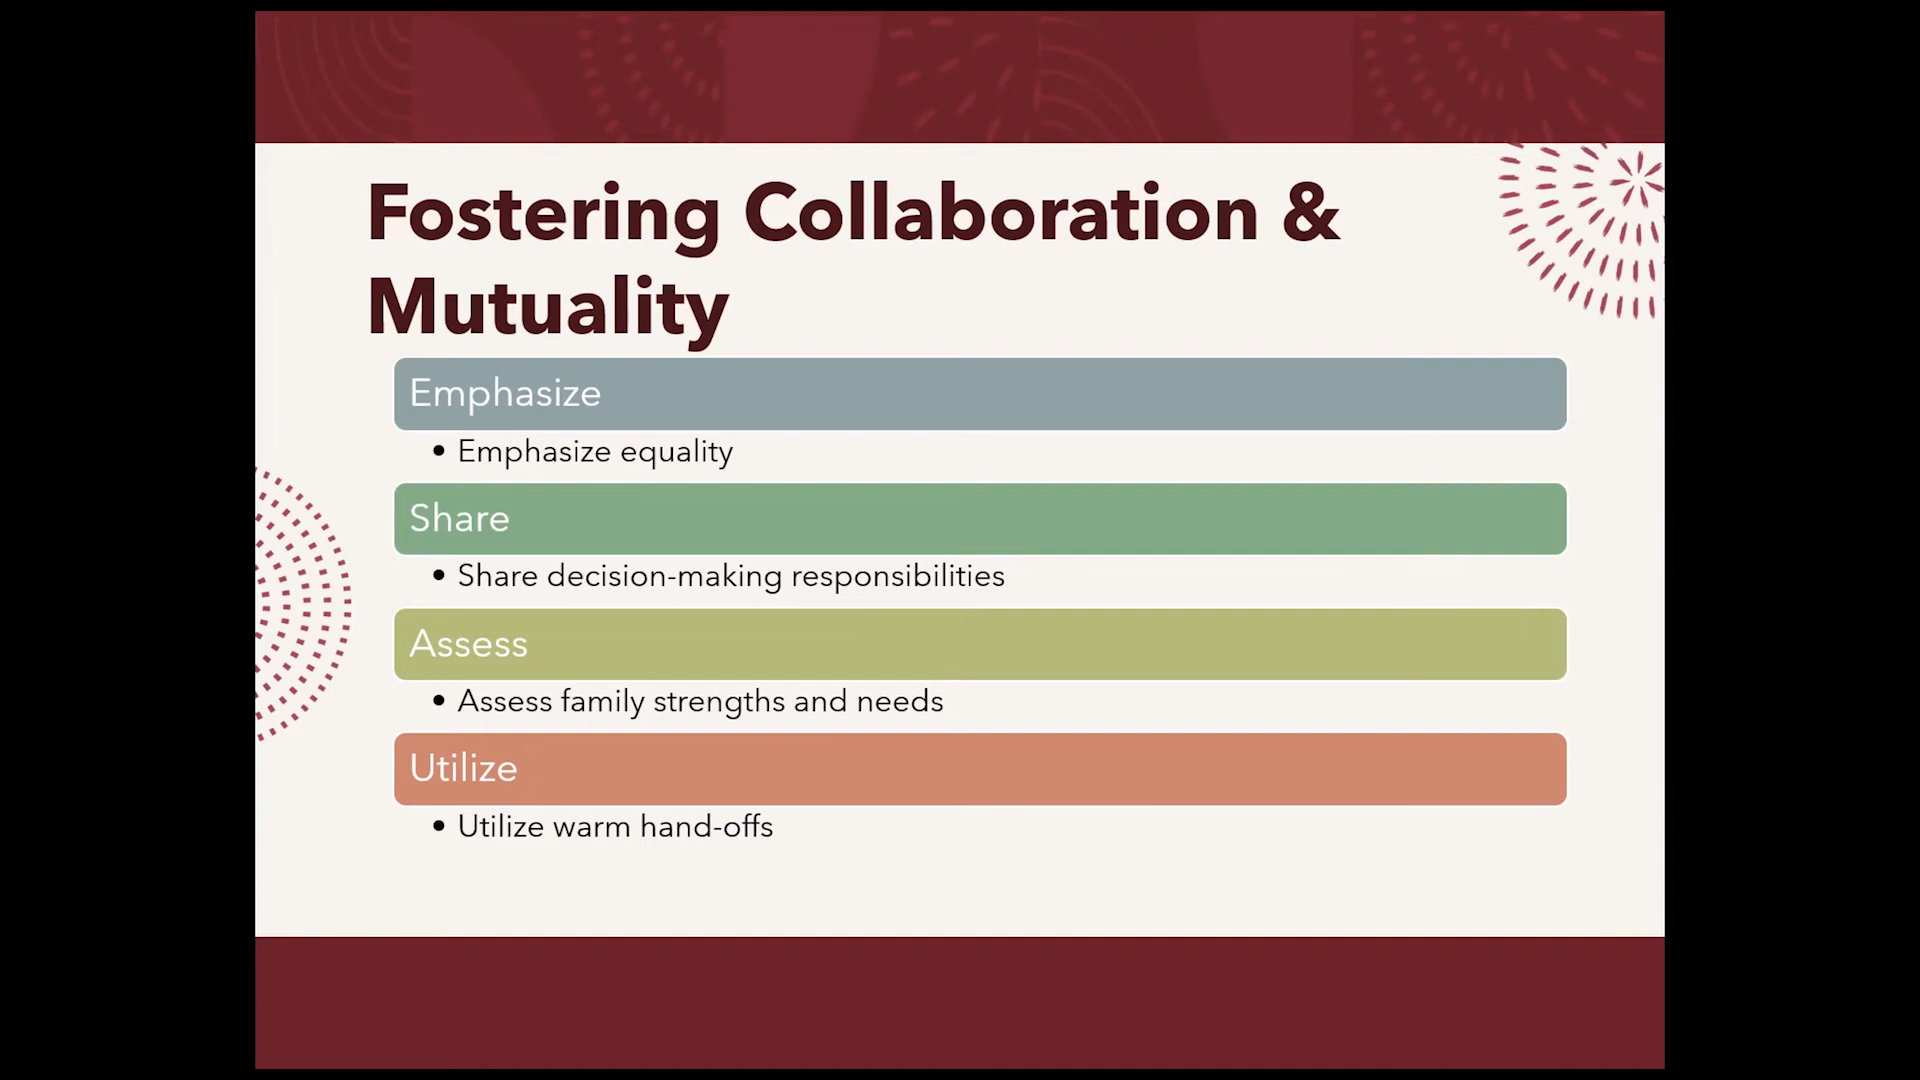 Fostering Collaboration &
Mutuality
Emphasize
• Emphasize equality
Share
• Share decision-making responsibilities
Assess
• Assess family strengths and needs
Utilize
• Utilize warm hand-offs